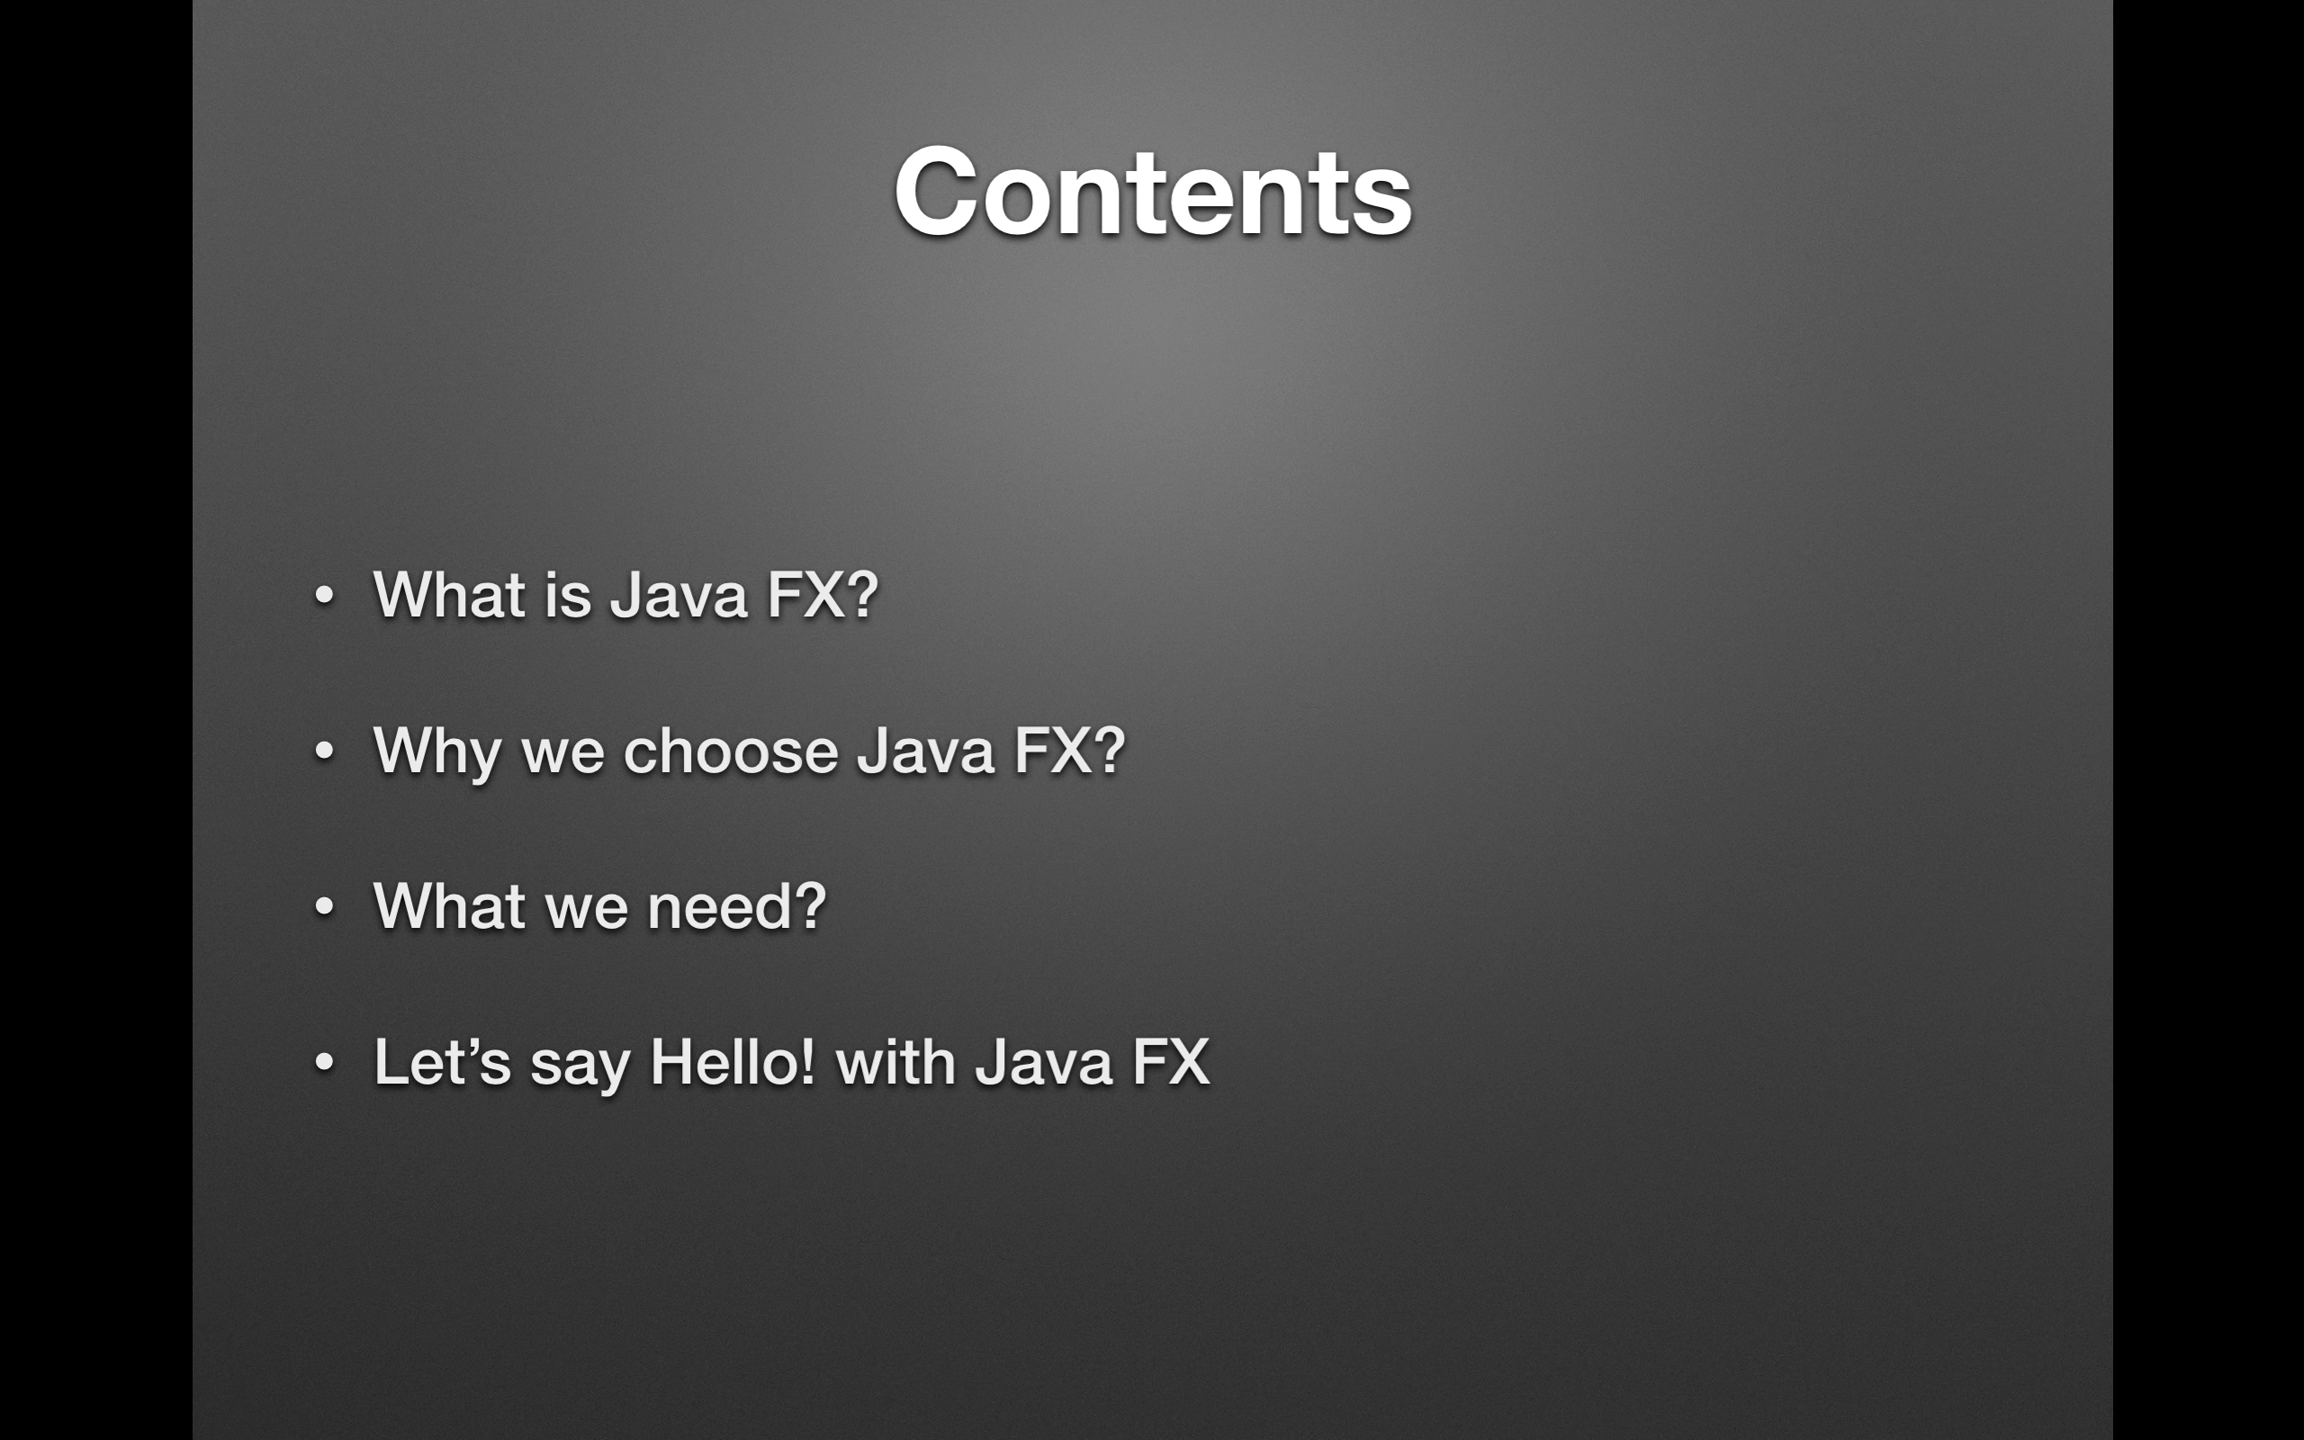 Contents
• What is Java FX?
• Why we choose Java FX?
• What we need?
• Let’s say Hello! with Java FX